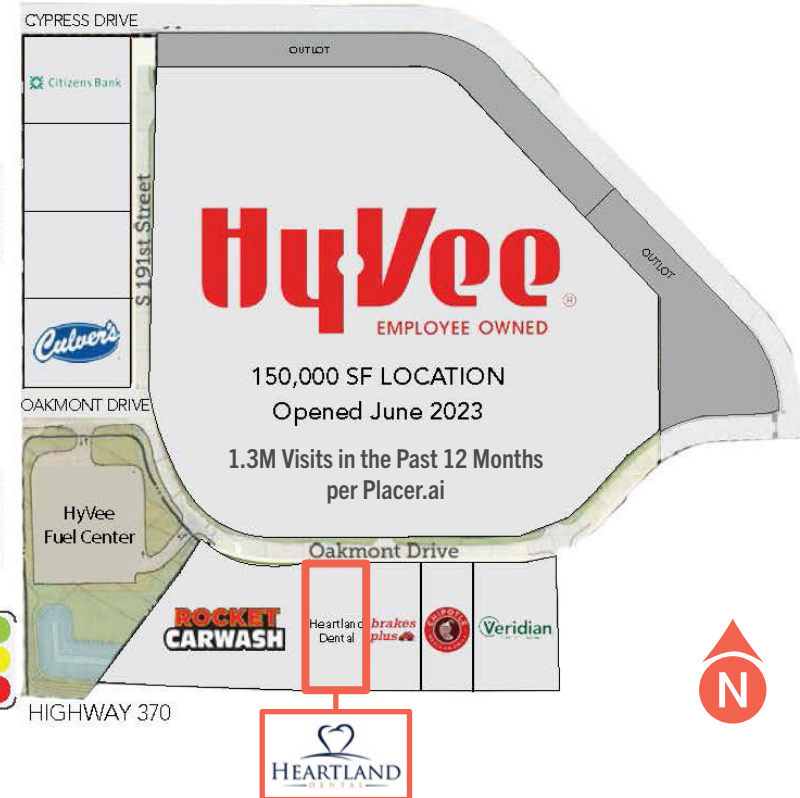 CYPRESS DRIVE
OUTLOT
Citizens Bank
S 191st Street
HyVee
®
EMPLOYEE OWNED
OUTLOT
150,000 SF LOCATION
Opened June 2023
1.3M Visits in the Past 12 Months
per Placer.ai
Culver's
OAKMONT DRIVE
HyVee
Fuel Center
Oakmont Drive
ROCKET
CARWASH
Heartland
Dental
brakes
plus
CHIPOTLE
Veridian
HIGHWAY 370
N
HEARTLAND
DENTAL